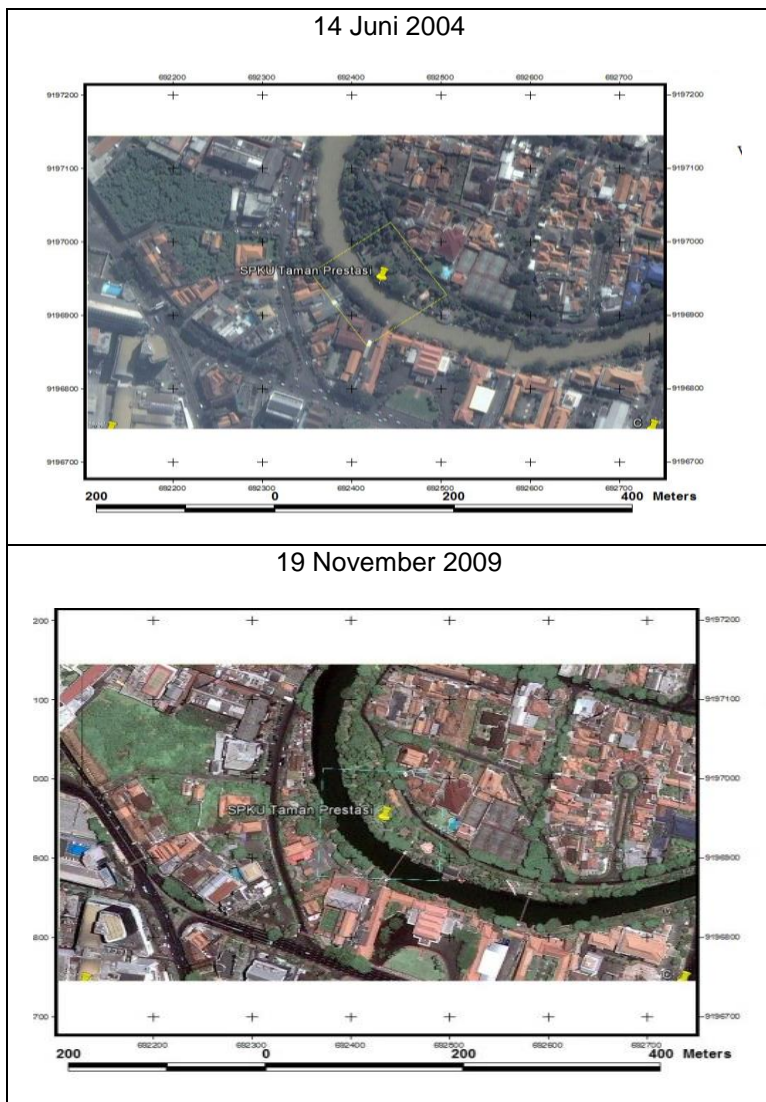 14 Juni 2004
692200 692300 692400 692500 692600 692700
9197200 9197200
9197100 9197100
9197000 9197000
SPKU Taman Prestasi
9196900 9196900
9196800 9196800
9196700 9196700
692200 692300 692400 692500 692600 692700
200 0 200 400 Meters
19 November 2009
200 9197200
100 9197100
9197000
SPKU Taman Prestasi
9196900
800 9196800
700 9196700
692200 692300 692400 692500 692600 692700
200 0 200 400 Meters